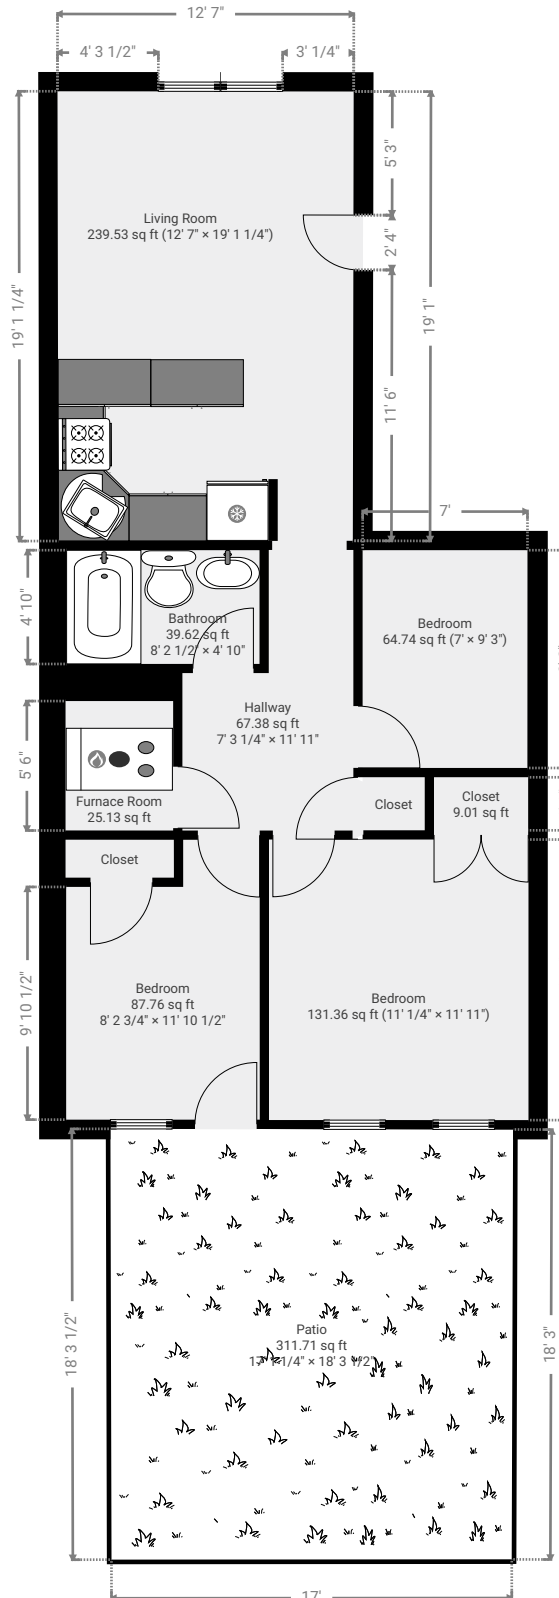 12' 7"
4' 3 1/2"
3' 1/4"
5' 3"
Living Room
239.53 sq ft (12' 7" × 19' 1 1/4")
2' 4"
19' 1 1/4"
19' 1"
11' 6"
7'
4' 10"
Bathroom
39.62 sq ft
8' 2 1/2" × 4' 10"
Bedroom
64.74 sq ft (7' × 9' 3")
Hallway
67.38 sq ft
7' 3 1/4" × 11' 11"
5' 6"
Furnace Room
25.13 sq ft
Closet
Closet
9.01 sq ft
Closet
9' 10 1/2"
Bedroom
87.76 sq ft
8' 2 3/4" × 11' 10 1/2"
Bedroom
131.36 sq ft (11' 1/4" × 11' 11")
Patio
311.71 sq ft
1/4" × 18' 3 1/2"
18' 3 1/2"
18' 3"
17'